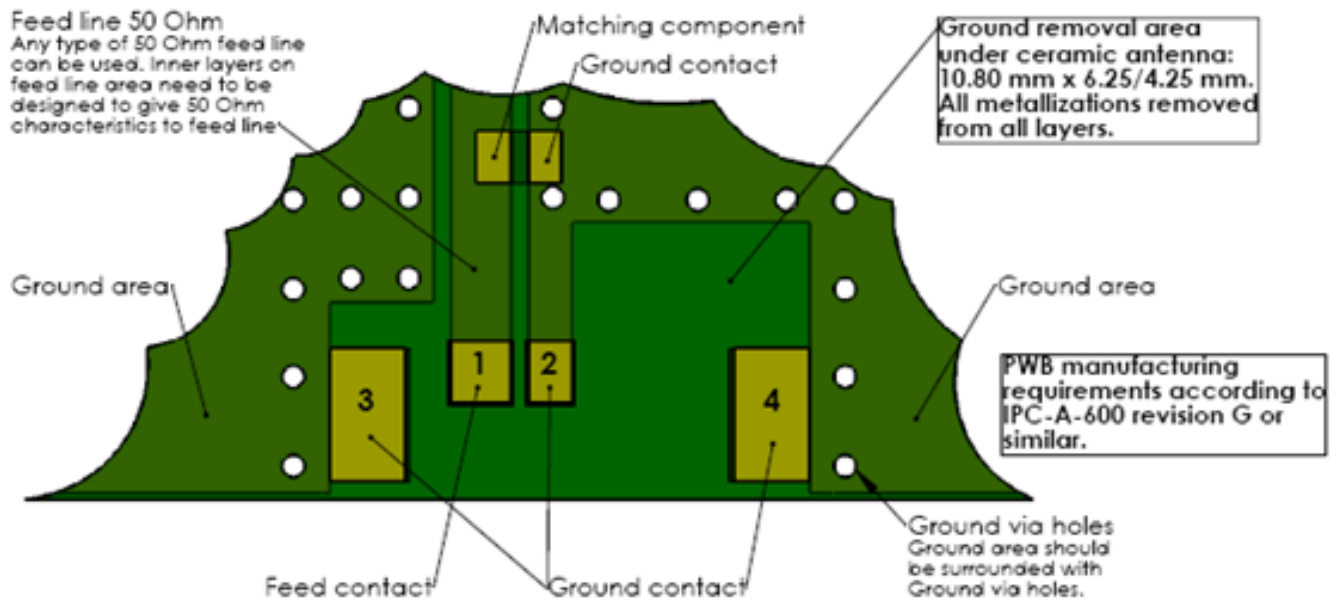 Feed line 50 Ohm
Any type of 50 Ohm feed line
can be used. Inner layers on
feed line area need to be
designed to give 50 Ohm
characteristics to feed line
Matching component
Ground contact
Ground removal area
under ceramic antenna:
10.80 mm x 6.25/4.25 mm.
All metallizations removed
from all layers.
Ground area
Ground area
1
2
3
4
PWB manufacturing
requirements according to
IPC-A-600 revision G or
similar.
Feed contact
Ground contact
Ground via holes
Ground area should
be surrounded with
Ground via holes.